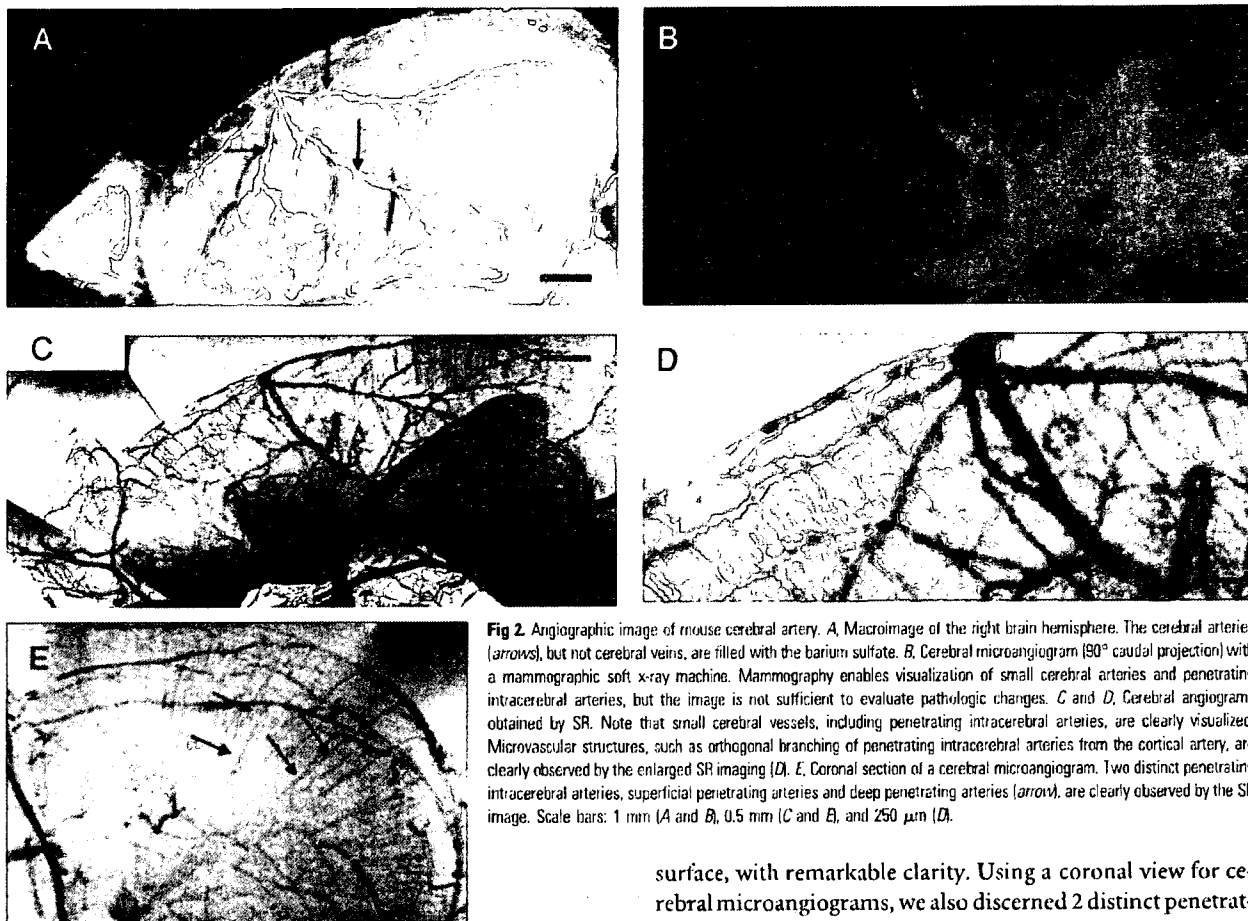 A
B
C
D
E
Fig 2. Angiographic image of mouse cerebral artery. A, Macroimage of the right brain hemisphere. The cerebral arterie
(arrows), but not cerebral veins, are filled with the barium sulfate. B, Cerebral microangiogram (90° caudal projection) with
a mammographic soft x-ray machine. Mammography enables visualization of small cerebral arteries and penetratin
intracerebral arteries, but the image is not sufficient to evaluate pathologic changes. C and D, Cerebral angiogram
obtained by SR. Note that small cerebral vessels, including penetrating intracerebral arteries, are clearly visualized
Microvascular structures, such as orthogonal branching of penetrating intracerebral arteries from the cortical artery, ar
clearly observed by the enlarged SR imaging (D). E, Coronal section of a cerebral microangiogram. Two distinct penetratin
intracerebral arteries, superficial penetrating arteries and deep penetrating arteries (arrow), are clearly observed by the SR
image. Scale bars: 1 mm (A and B), 0.5 mm (C and E), and 250 μm (D).
surface, with remarkable clarity. Using a coronal view for ce-
rebral microangiograms, we also discerned 2 distinct penetrat-